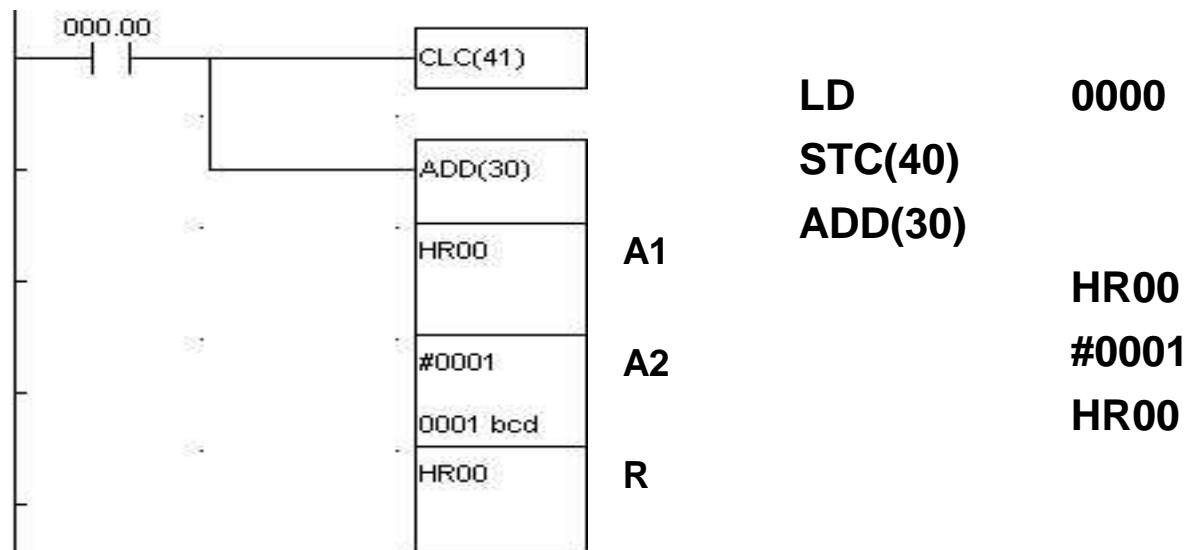 000.00
CLC(41)
ADD(30)
HR00
A1
#0001
A2
0001 bcd
HR00
R
LD 0000
STC(40)
ADD(30)
HR00
#0001
HR00